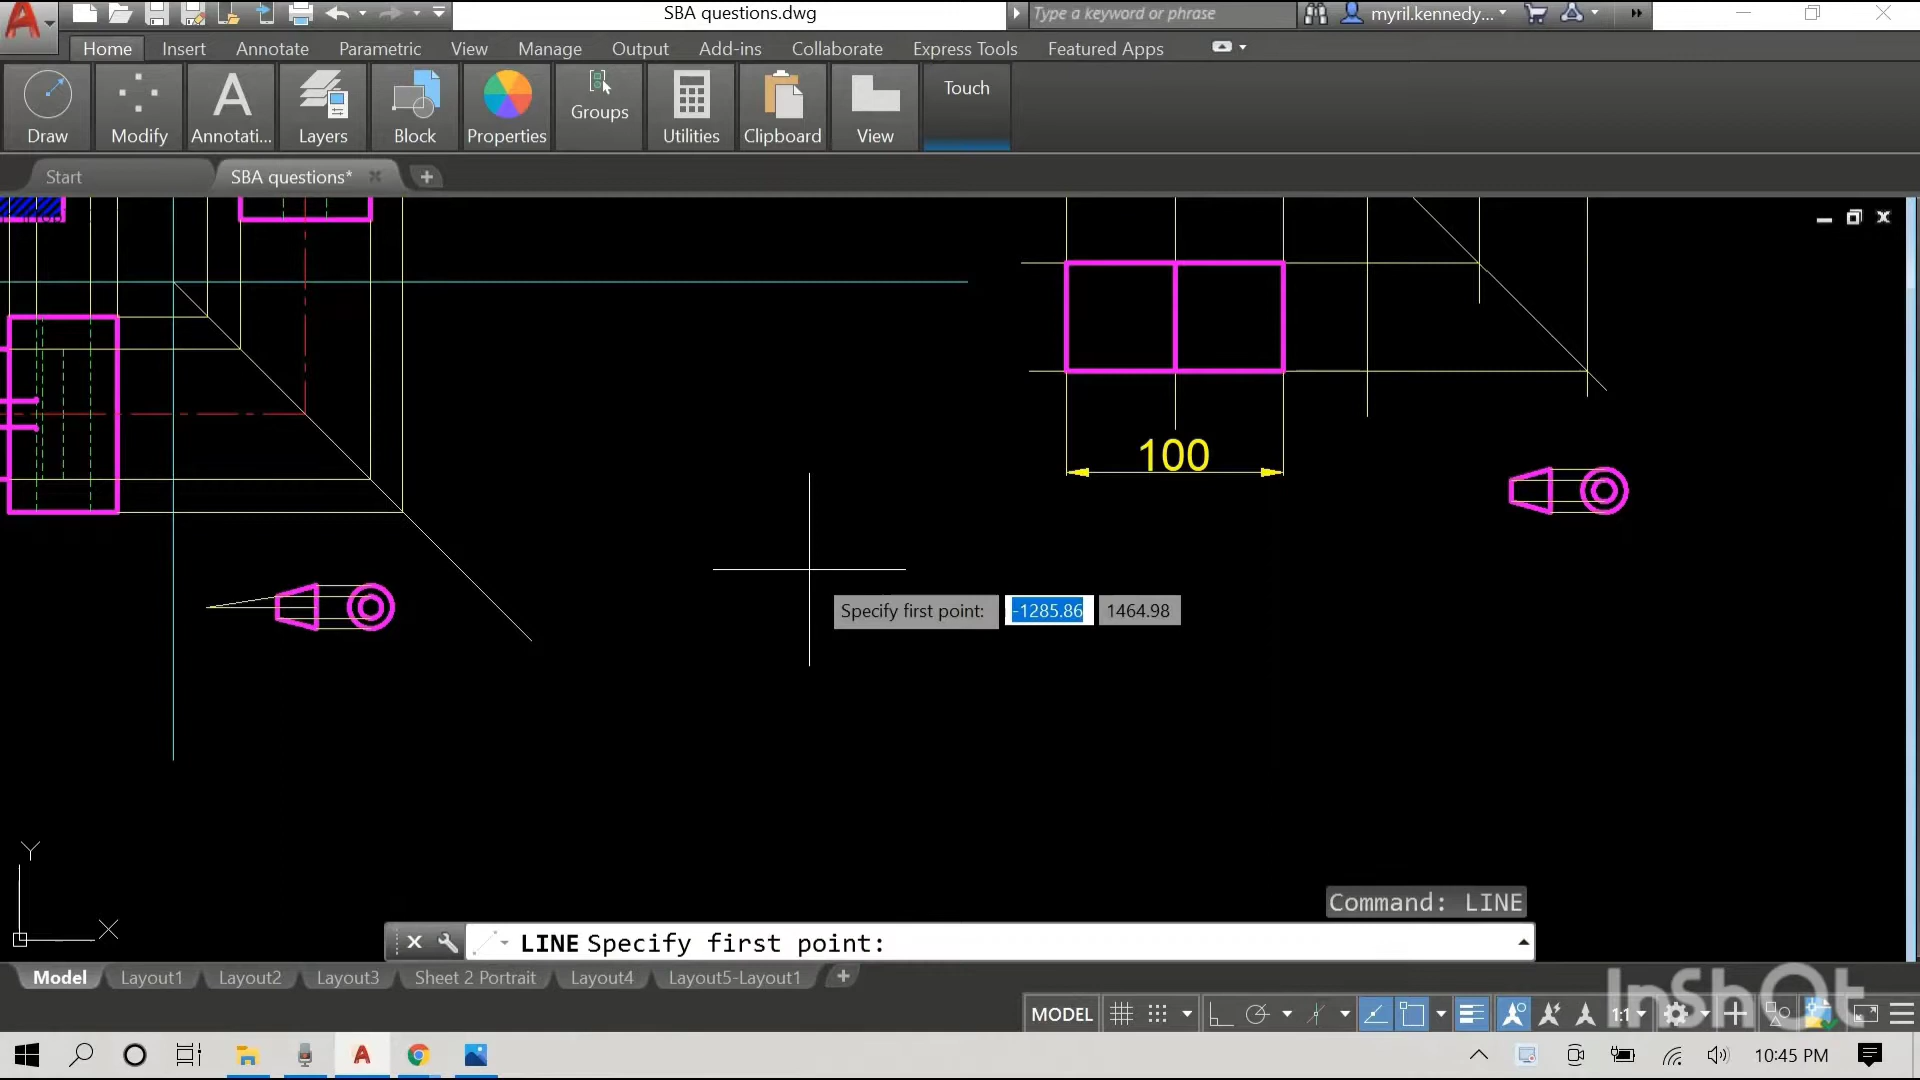 SBA questions.dwg
Type a keyword or phrase
myril.kennedy...
Home Insert Annotate Parametric View Manage Output Add-ins Collaborate Express Tools Featured Apps
Draw Modify Annotati... Layers Block Properties Groups Utilities Clipboard View Touch
Start SBA questions*
100
Specify first point: -1285.86 1464.98
Y
X
Command: LINE
LINE Specify first point:
Model Layout1 Layout2 Layout3 Sheet 2 Portrait Layout4 Layout5-Layout1
InShOt
MODEL 1:1
10:45 PM